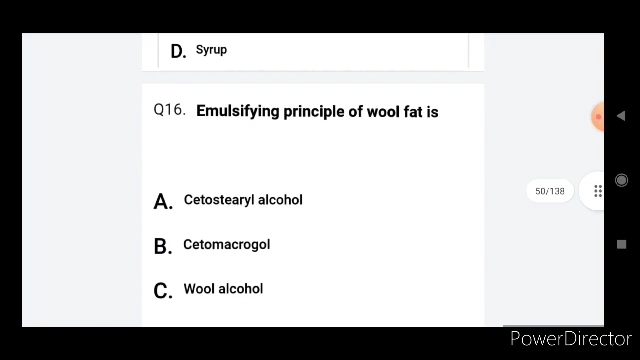 D. Syrup
Q16. Emulsifying principle of wool fat is
A. Cetostearyl alcohol
50/138
B. Cetomacrogol
C. Wool alcohol
PowerDirector